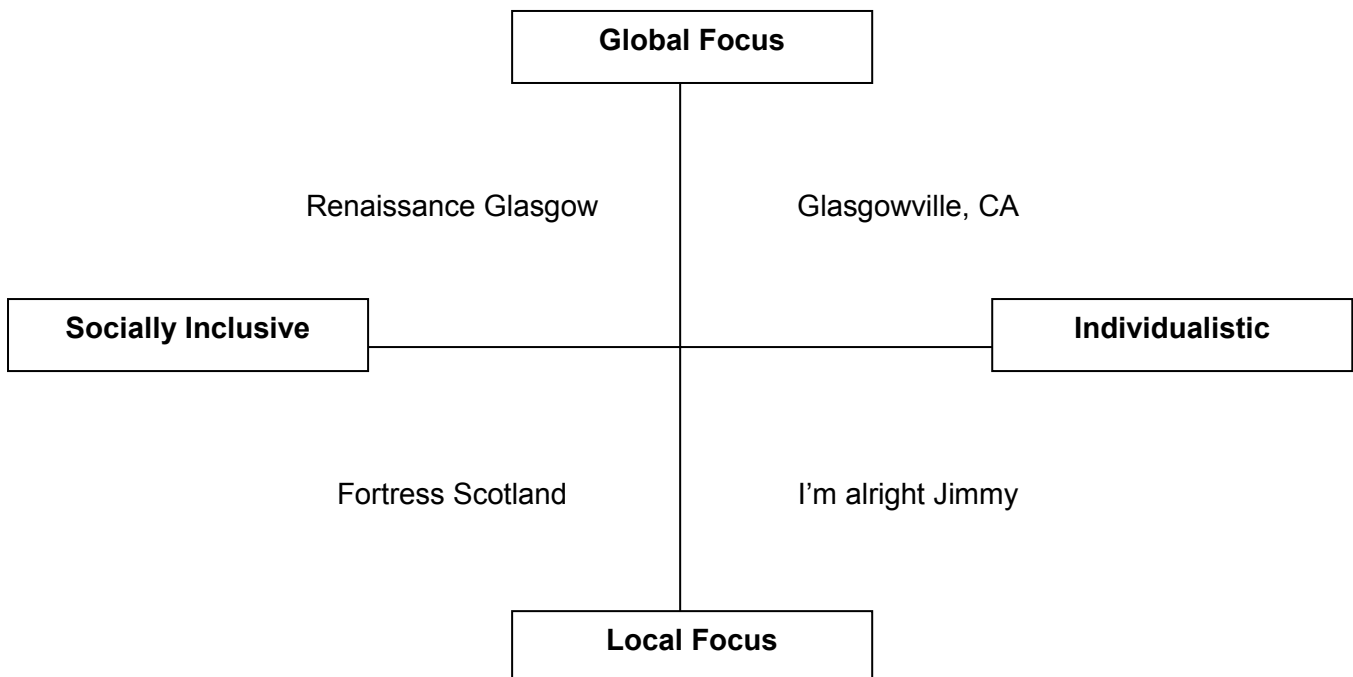 Global Focus
Renaissance Glasgow
Glasgowville, CA
Socially Inclusive
Individualistic
Fortress Scotland
I’m alright Jimmy
Local Focus